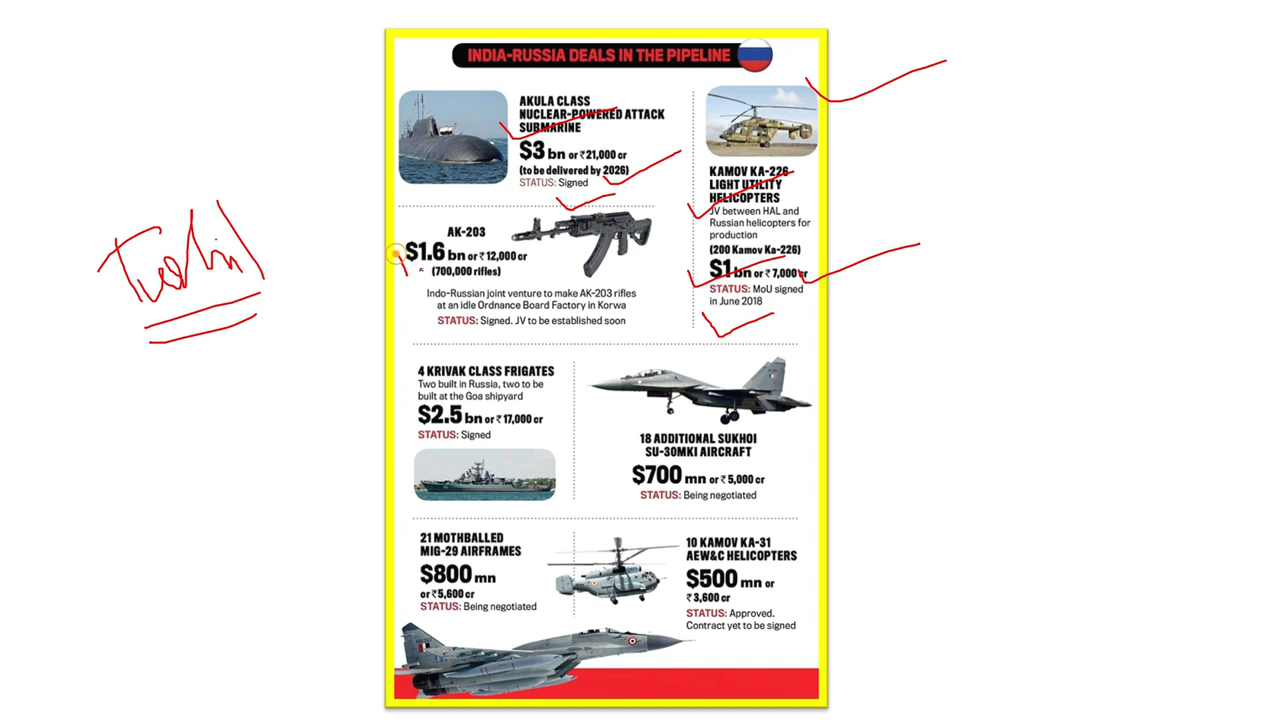 INDIA-RUSSIA DEALS IN THE PIPELINE
AKULA CLASS
NUCLEAR-POWERED ATTACK
SUBMARINE
$3 bn or ₹21,000 cr
(to be delivered by 2026)
STATUS: Signed
KAMOV KA-226
LIGHT UTILITY
HELICOPTERS
JV between HAL and
Russian helicopters for
production
(200 Kamov Ka-226)
$1 bn or ₹7,000 cr
STATUS: MoU signed
in June 2018
AK-203
$1.6 bn or ₹12,000 cr
(700,000 rifles)
Indo-Russian joint venture to make AK-203 rifles
at an idle Ordnance Board Factory in Korwa
STATUS: Signed. JV to be established soon
4 KRIVAK CLASS FRIGATES
Two built in Russia, two to be
built at the Goa shipyard
$2.5 bn or ₹17,000 cr
STATUS: Signed
18 ADDITIONAL SUKHOI
SU-30MKI AIRCRAFT
$700 mn or ₹5,000 cr
STATUS: Being negotiated
21 MOTHBALLED
MIG-29 AIRFRAMES
$800 mn
or ₹5,600 cr
STATUS: Being negotiated
10 KAMOV KA-31
AEW&C HELICOPTERS
$500 mn or
₹3,600 cr
STATUS: Approved.
Contract yet to be signed